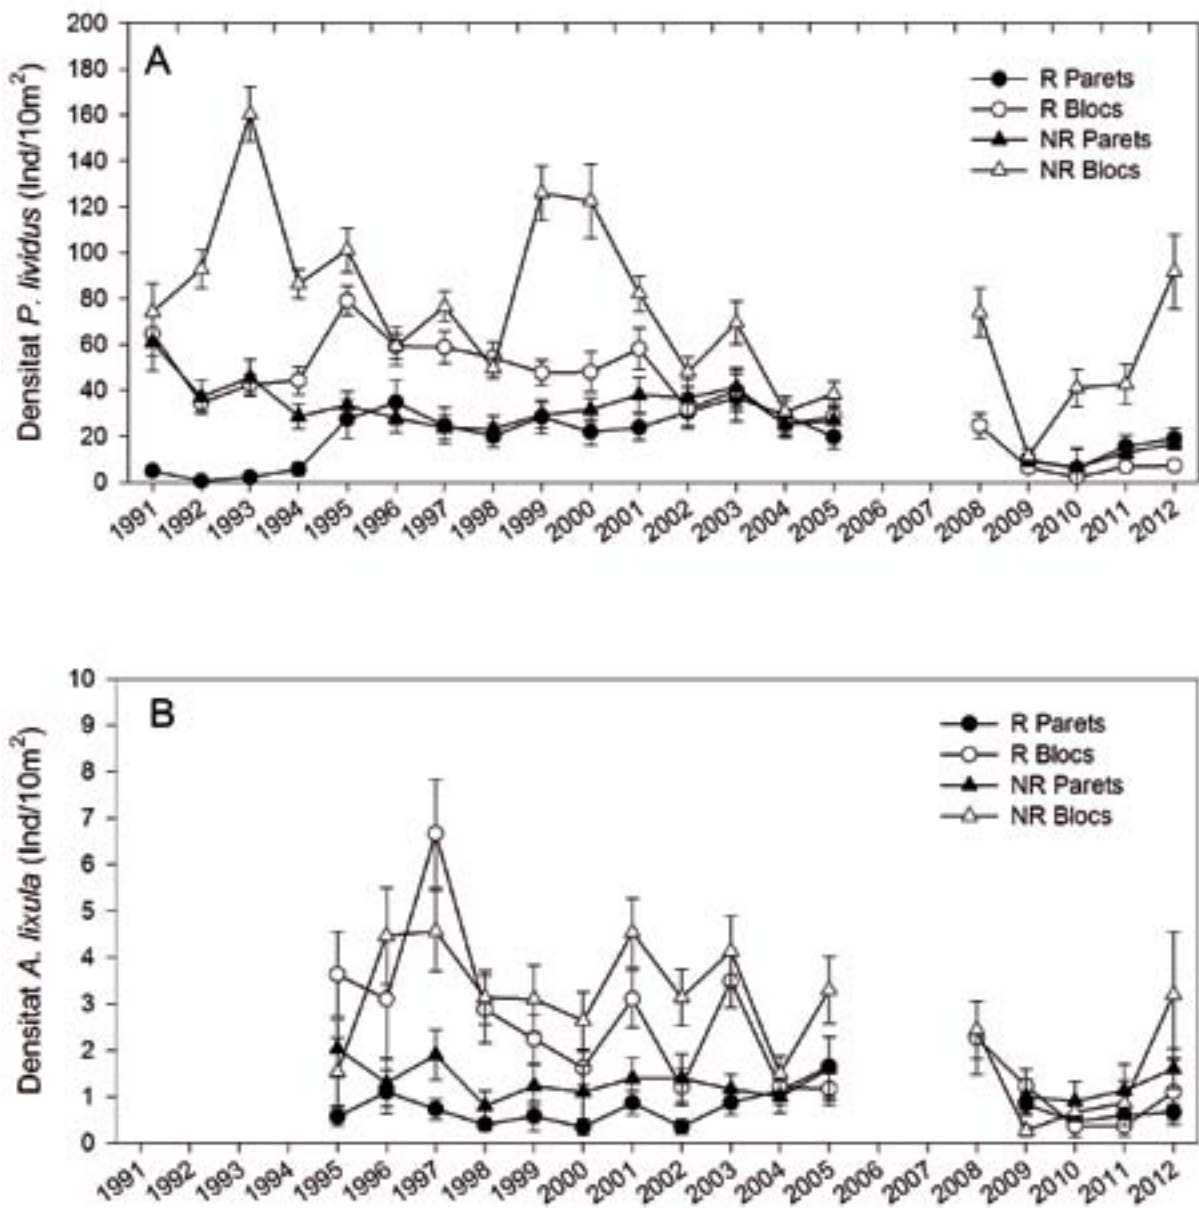 A
Densitat P. lividus (Ind/10m²)
200
180
160
140
120
100
80
60
40
20
0
R Parets
R Blocs
NR Parets
NR Blocs
1991 1992 1993 1994 1995 1996 1997 1998 1999 2000 2001 2002 2003 2004 2005 2006 2007 2008 2009 2010 2011 2012
B
Densitat A. lixula (Ind/10m²)
10
9
8
7
6
5
4
3
2
1
0
R Parets
R Blocs
NR Parets
NR Blocs
1991 1992 1993 1994 1995 1996 1997 1998 1999 2000 2001 2002 2003 2004 2005 2006 2007 2008 2009 2010 2011 2012